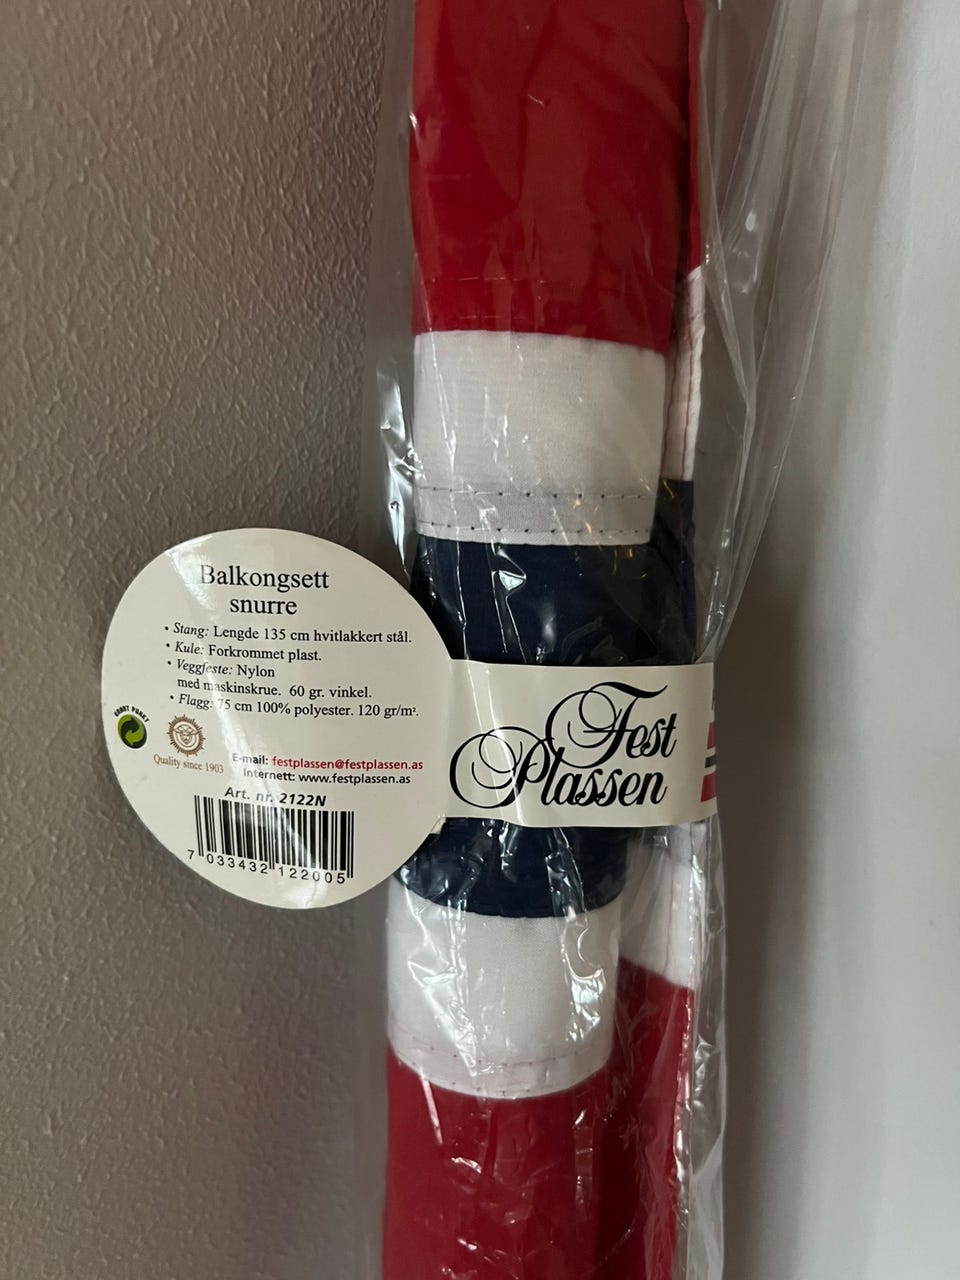 Balkongsett
snurre
• Stang: Lengde 135 cm hvitlakkert stål.
• Kule: Forkrommet plast.
• Veggfeste: Nylon
med maskinskrue. 60 gr. vinkel.
• Flagg: 75 cm 100% polyester. 120 gr/m².
GRØNT PUNKT
Quality since 1903
E-mail: festplassen@festplassen.as
Internett: www.festplassen.as
Art. nr. 2122N
7 033432 122005
Fest
Plassen